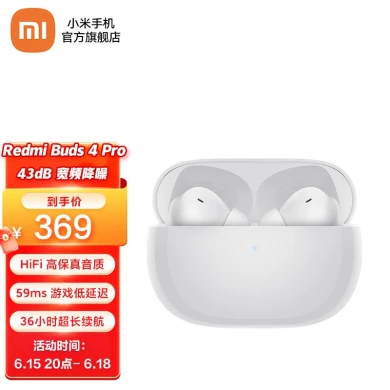 mi
小米手机
官方旗舰店
Redmi Buds 4 Pro
43dB 宽频降噪
到手价
¥369
HiFi 高保真音质
59ms 游戏低延迟
36小时超长续航
活动时间：
6.15 20点- 6.18